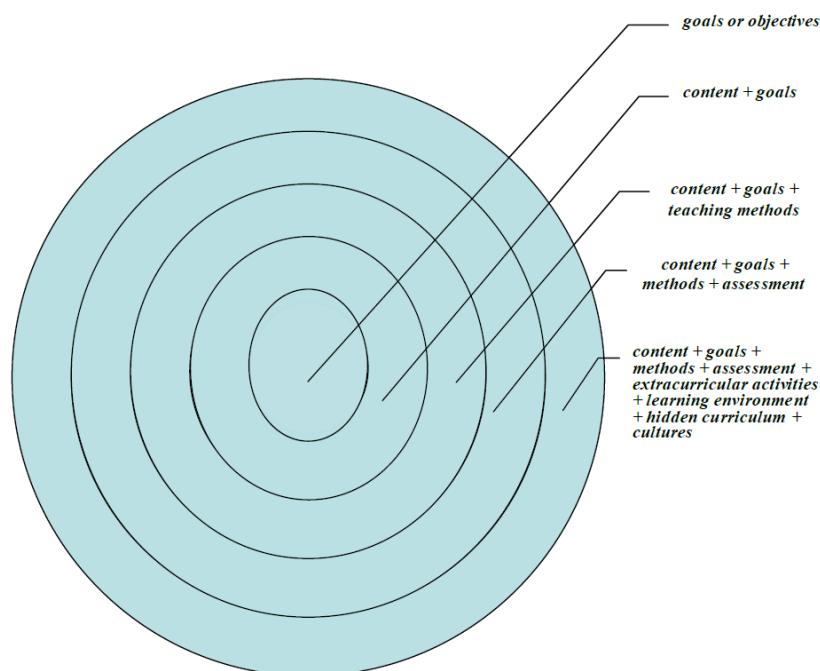 goals or objectives
content + goals
content + goals +
teaching methods
content + goals +
methods + assessment
content + goals +
methods + assessment +
extracurricular activities
+ learning environment
+ hidden curriculum +
cultures